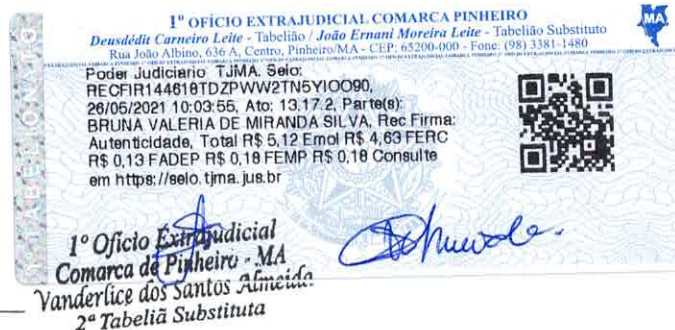 1º OFÍCIO EXTRAJUDICIAL COMARCA PINHEIRO
MA
Deusdédit Carneiro Leite - Tabelião / João Ernani Moreira Leite - Tabelião Substituto
Rua João Albino, 636 A, Centro, Pinheiro/MA - CEP: 65200-000 - Fone: (98) 3381-1480
Poder Judiciário TJMA. Selo:
RECFIR144618TDZPWW2TN5YIOO90,
26/05/2021 10:03:55, Ato: 13.17.2, Parte(s):
BRUNA VALERIA DE MIRANDA SILVA, Rec Firma:
Autenticidade, Total R$ 5,12 Emol R$ 4,63 FERC
R$ 0,13 FADEP R$ 0,18 FEMP R$ 0,18 Consulte
em https://selo.tjma.jus.br
1º Oficio Extrajudicial
Comarca de Pinheiro - MA
Vanderlice dos Santos Almeida
2ª Tabeliã Substituta